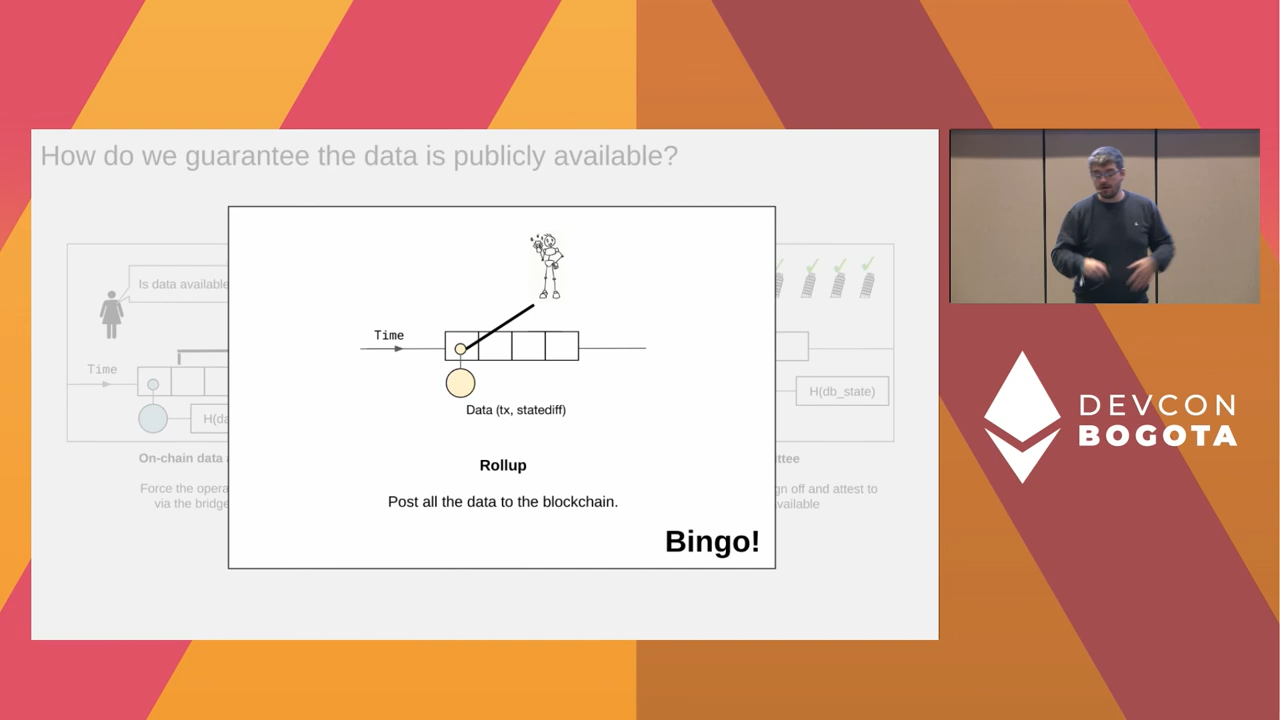 How do we guarantee the data is publicly available?
Is data available
Time
H(da
On-chain data a
Force the opera
via the bridge
Time
Data (tx, statediff)
Rollup
Post all the data to the blockchain.
Bingo!
H(db_state)
ttee
gn off and attest to
vailable
DEVCON
BOGOTA